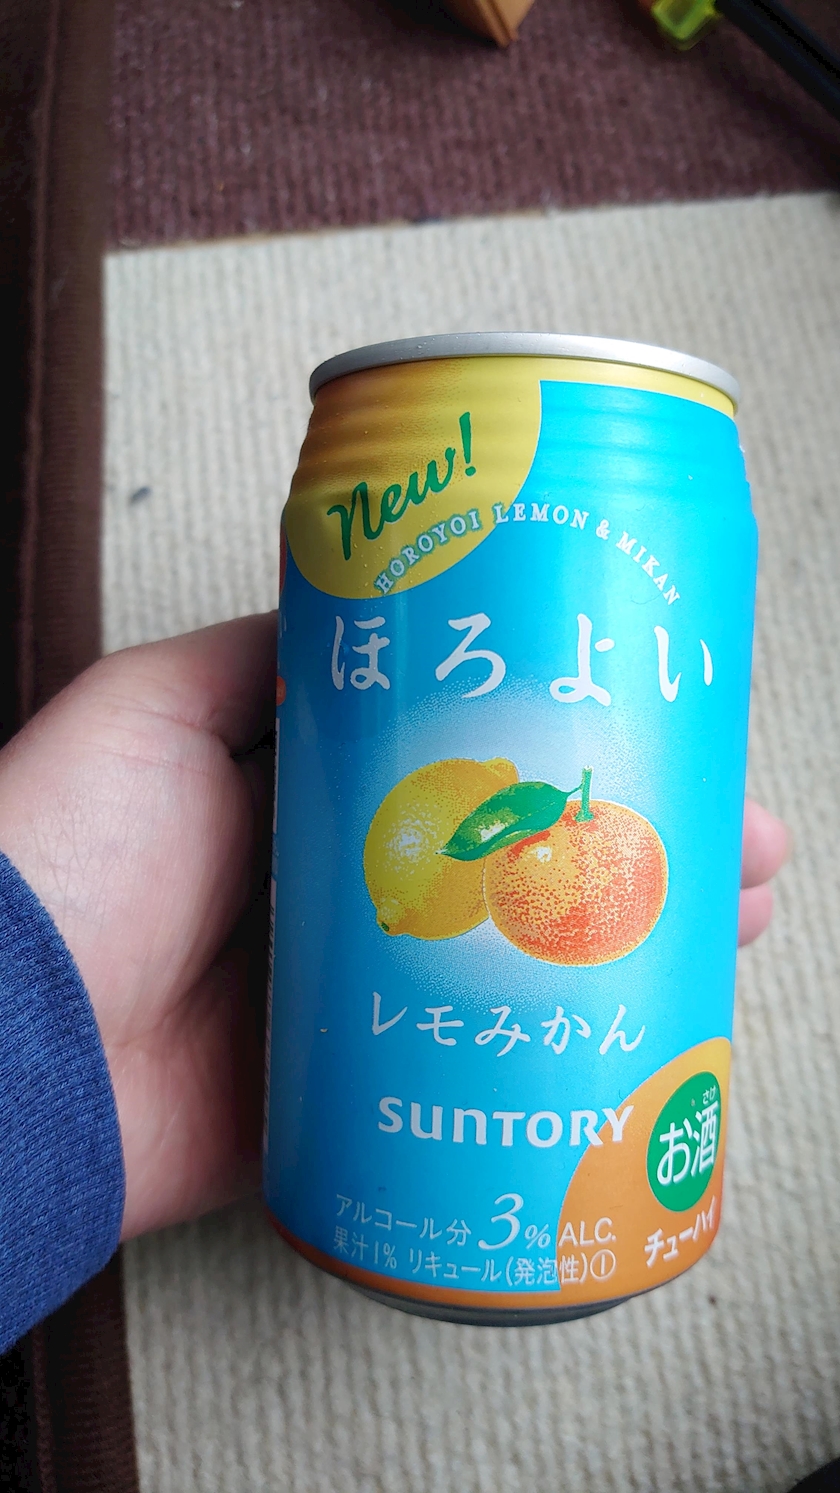 New!
HOROYOI LEMON & MIKAN
ほろよい
レモみかん
SUNTORY
さけ
お酒
アルコール分 3% ALC.
チューハイ
果汁1% リキュール(発泡性)①